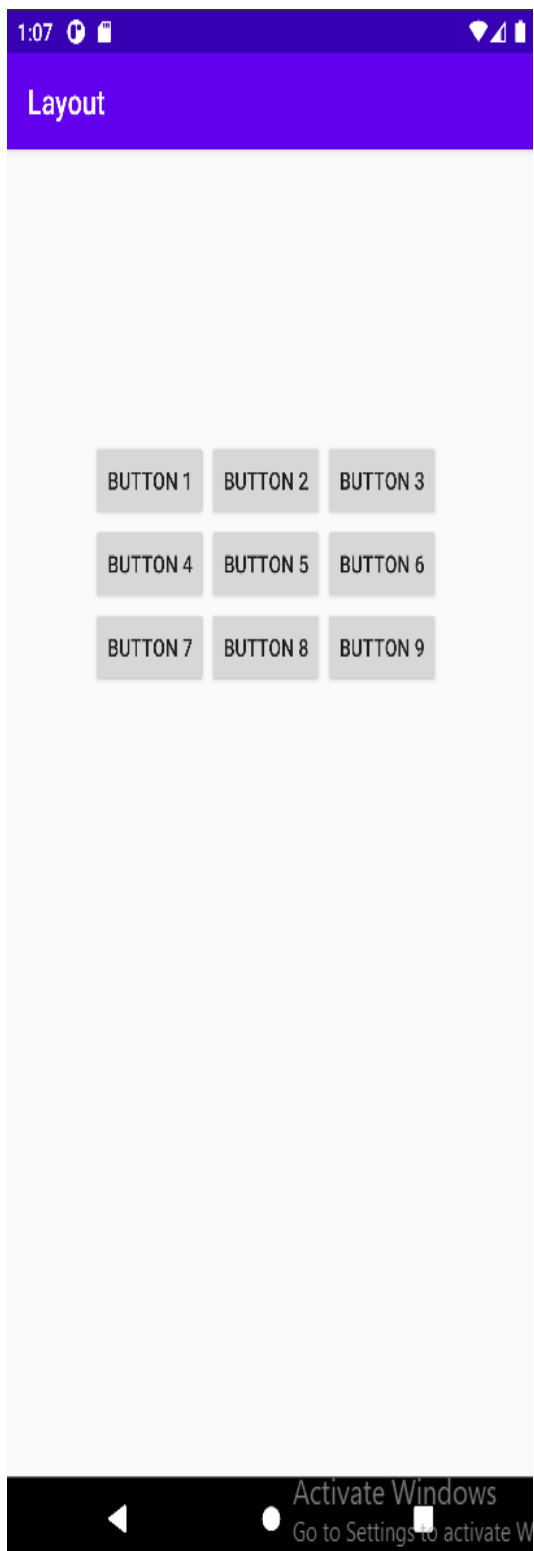 1:07
Layout
BUTTON 1 BUTTON 2 BUTTON 3
BUTTON 4 BUTTON 5 BUTTON 6
BUTTON 7 BUTTON 8 BUTTON 9
Activate Windows
Go to Settings to activate W